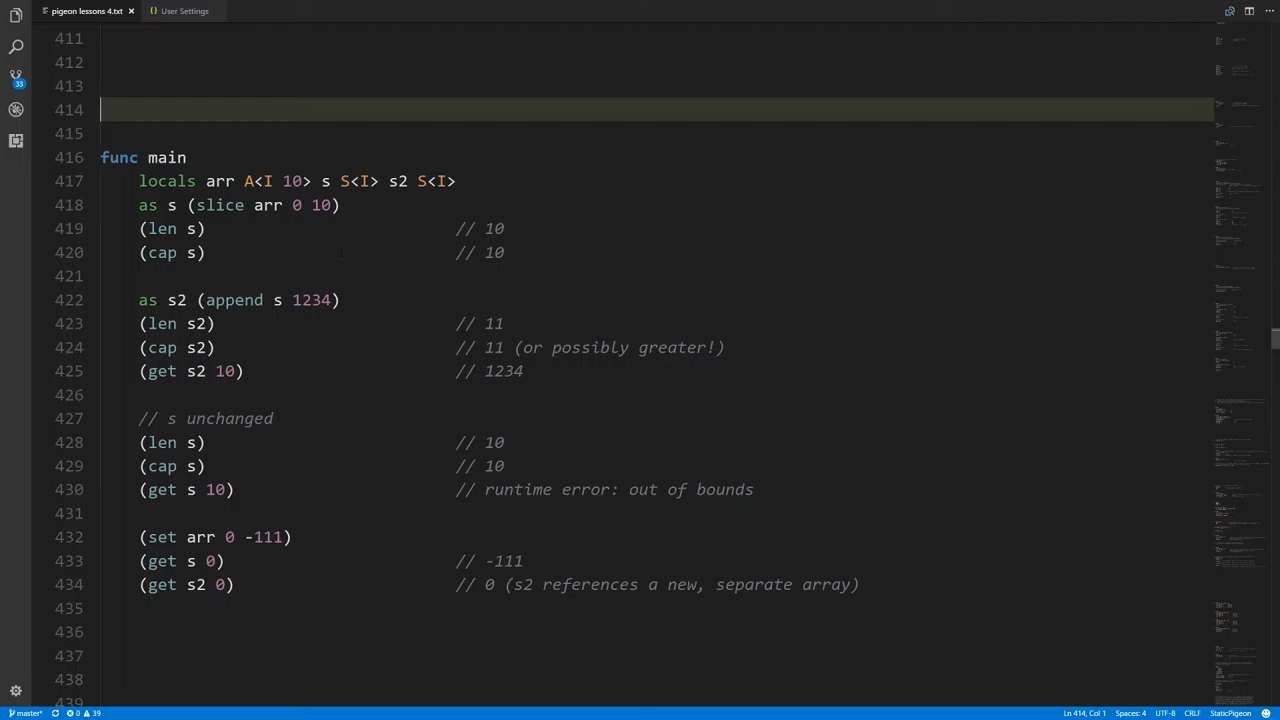 pigeon lessons 4.txt × {} User Settings
411
412
413
414
415
416 func main
417 locals arr A<I 10> s S<I> s2 S<I>
418 as s (slice arr 0 10)
419 (len s) // 10
420 (cap s) // 10
421
422 as s2 (append s 1234)
423 (len s2) // 11
424 (cap s2) // 11 (or possibly greater!)
425 (get s2 10) // 1234
426
427 // s unchanged
428 (len s) // 10
429 (cap s) // 10
430 (get s 10) // runtime error: out of bounds
431
432 (set arr 0 -111)
433 (get s 0) // -111
434 (get s2 0) // 0 (s2 references a new, separate array)
435
436
437
438
439
33
master* 0 39 Ln 414, Col 1 Spaces: 4 UTF-8 CRLF StaticPigeon